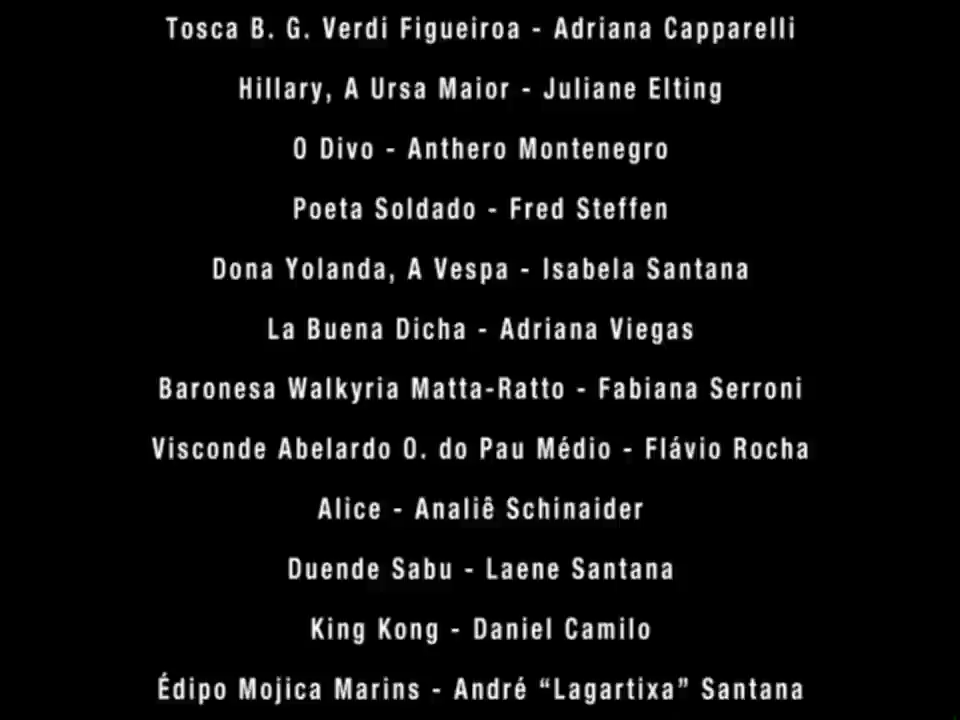 Tosca B. G. Verdi Figueiroa - Adriana Capparelli
Hillary, A Ursa Maior - Juliane Elting
O Divo - Anthero Montenegro
Poeta Soldado - Fred Steffen
Dona Yolanda, A Vespa - Isabela Santana
La Buena Dicha - Adriana Viegas
Baronesa Walkyria Matta-Ratto - Fabiana Serroni
Visconde Abelardo O. do Pau Médio - Flávio Rocha
Alice - Analiê Schinaider
Duende Sabu - Laene Santana
King Kong - Daniel Camilo
Édipo Mojica Marins - André “Lagartixa” Santana